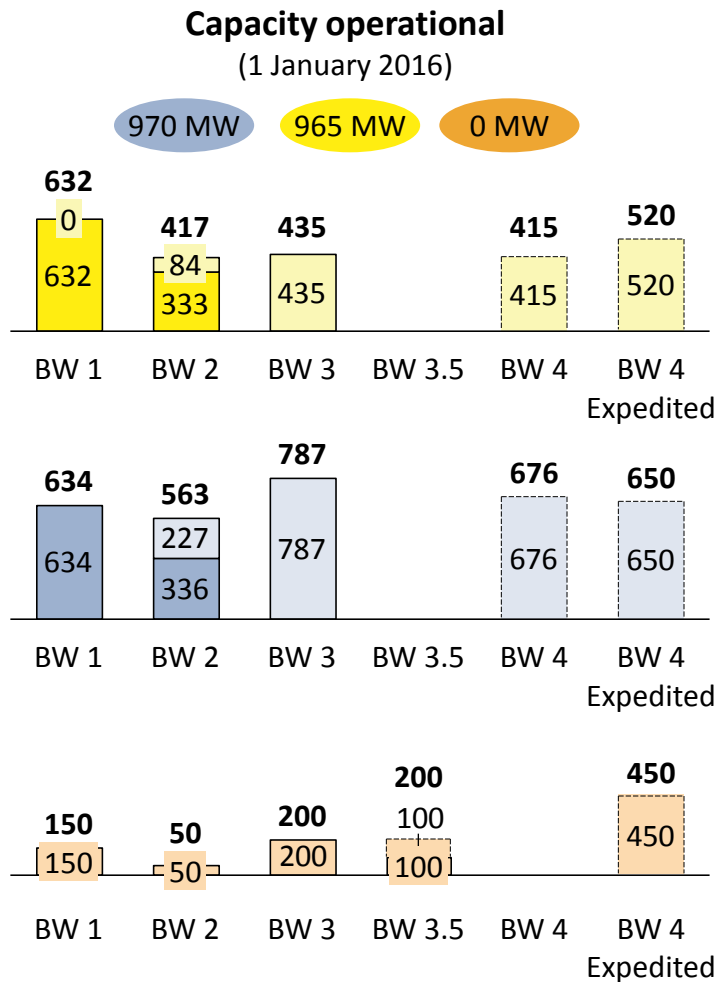 Capacity operational
(1 January 2016)
970 MW 965 MW 0 MW
632 417 435 415 520
0 84
632 333 435 415 520
BW 1 BW 2 BW 3 BW 3.5 BW 4 BW 4
Expedited
634 563 787 676 650
227
634 336 787 676 650
BW 1 BW 2 BW 3 BW 3.5 BW 4 BW 4
Expedited
150 50 200 200 450
100
150 50 200 100 450
BW 1 BW 2 BW 3 BW 3.5 BW 4 BW 4
Expedited